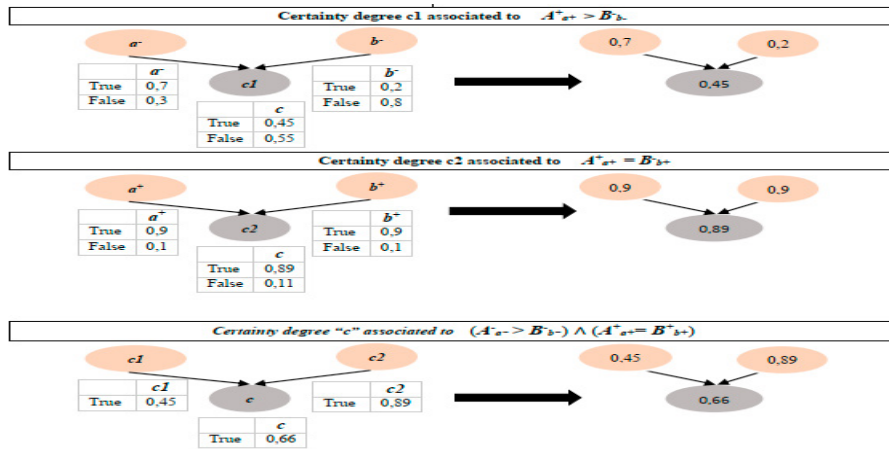 Certainty degree c1 associated to A⁺ₐ₊ > B⁻b-
a⁻ b⁻ 0,7 0,2
a⁻
True 0,7
False 0,3
c1
b⁻
True 0,2
False 0,8
0,45
c
True 0,45
False 0,55
Certainty degree c2 associated to A⁺ₐ₊ = B⁻b+
a⁺ b⁺ 0,9 0,9
a⁺
True 0,9
False 0,1
c2
b⁺
True 0,9
False 0,1
0,89
c
True 0,89
False 0,11
Certainty degree “c” associated to (A⁻ₐ₋ > B⁻b-) ∧ (A⁺ₐ₊ = B⁺b+)
c1 c2 0,45 0,89
c1
True 0,45
c
c2
True 0,89
0,66
c
True 0,66